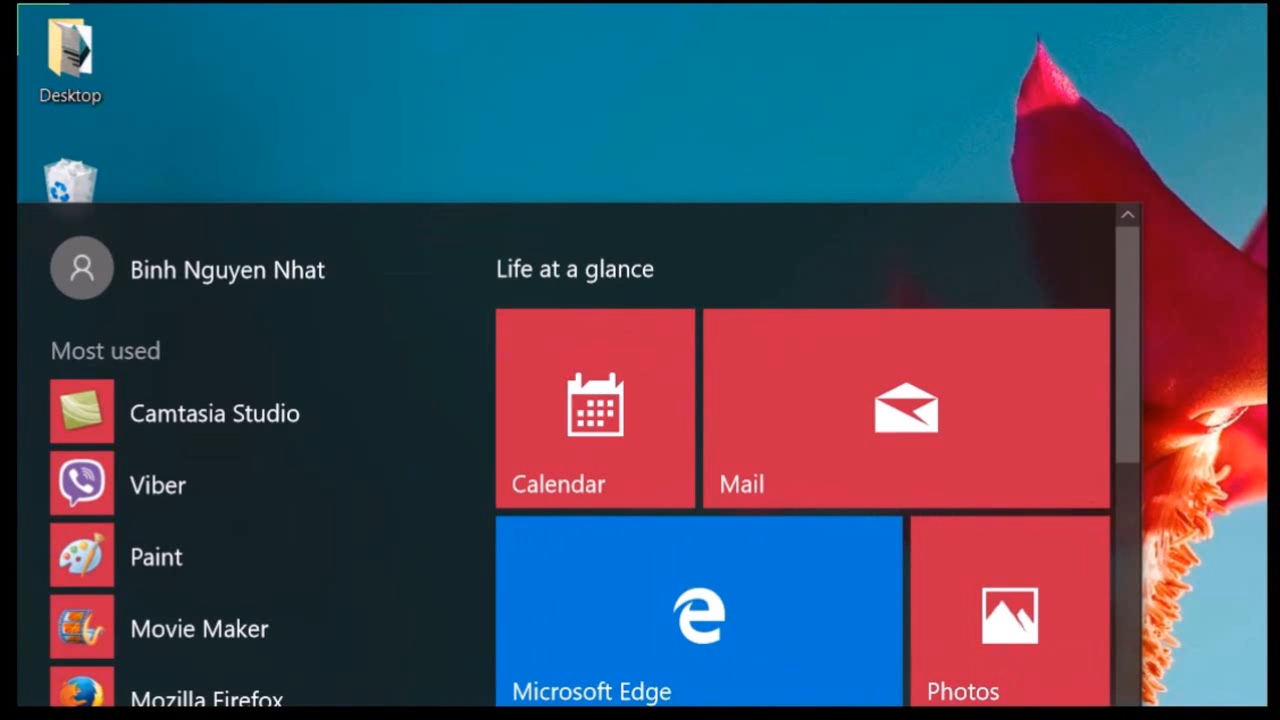 Desktop
Binh Nguyen Nhat
Life at a glance
Most used
Camtasia Studio
Viber
Paint
Movie Maker
Mozilla Firefox
Calendar
Mail
Microsoft Edge
Photos